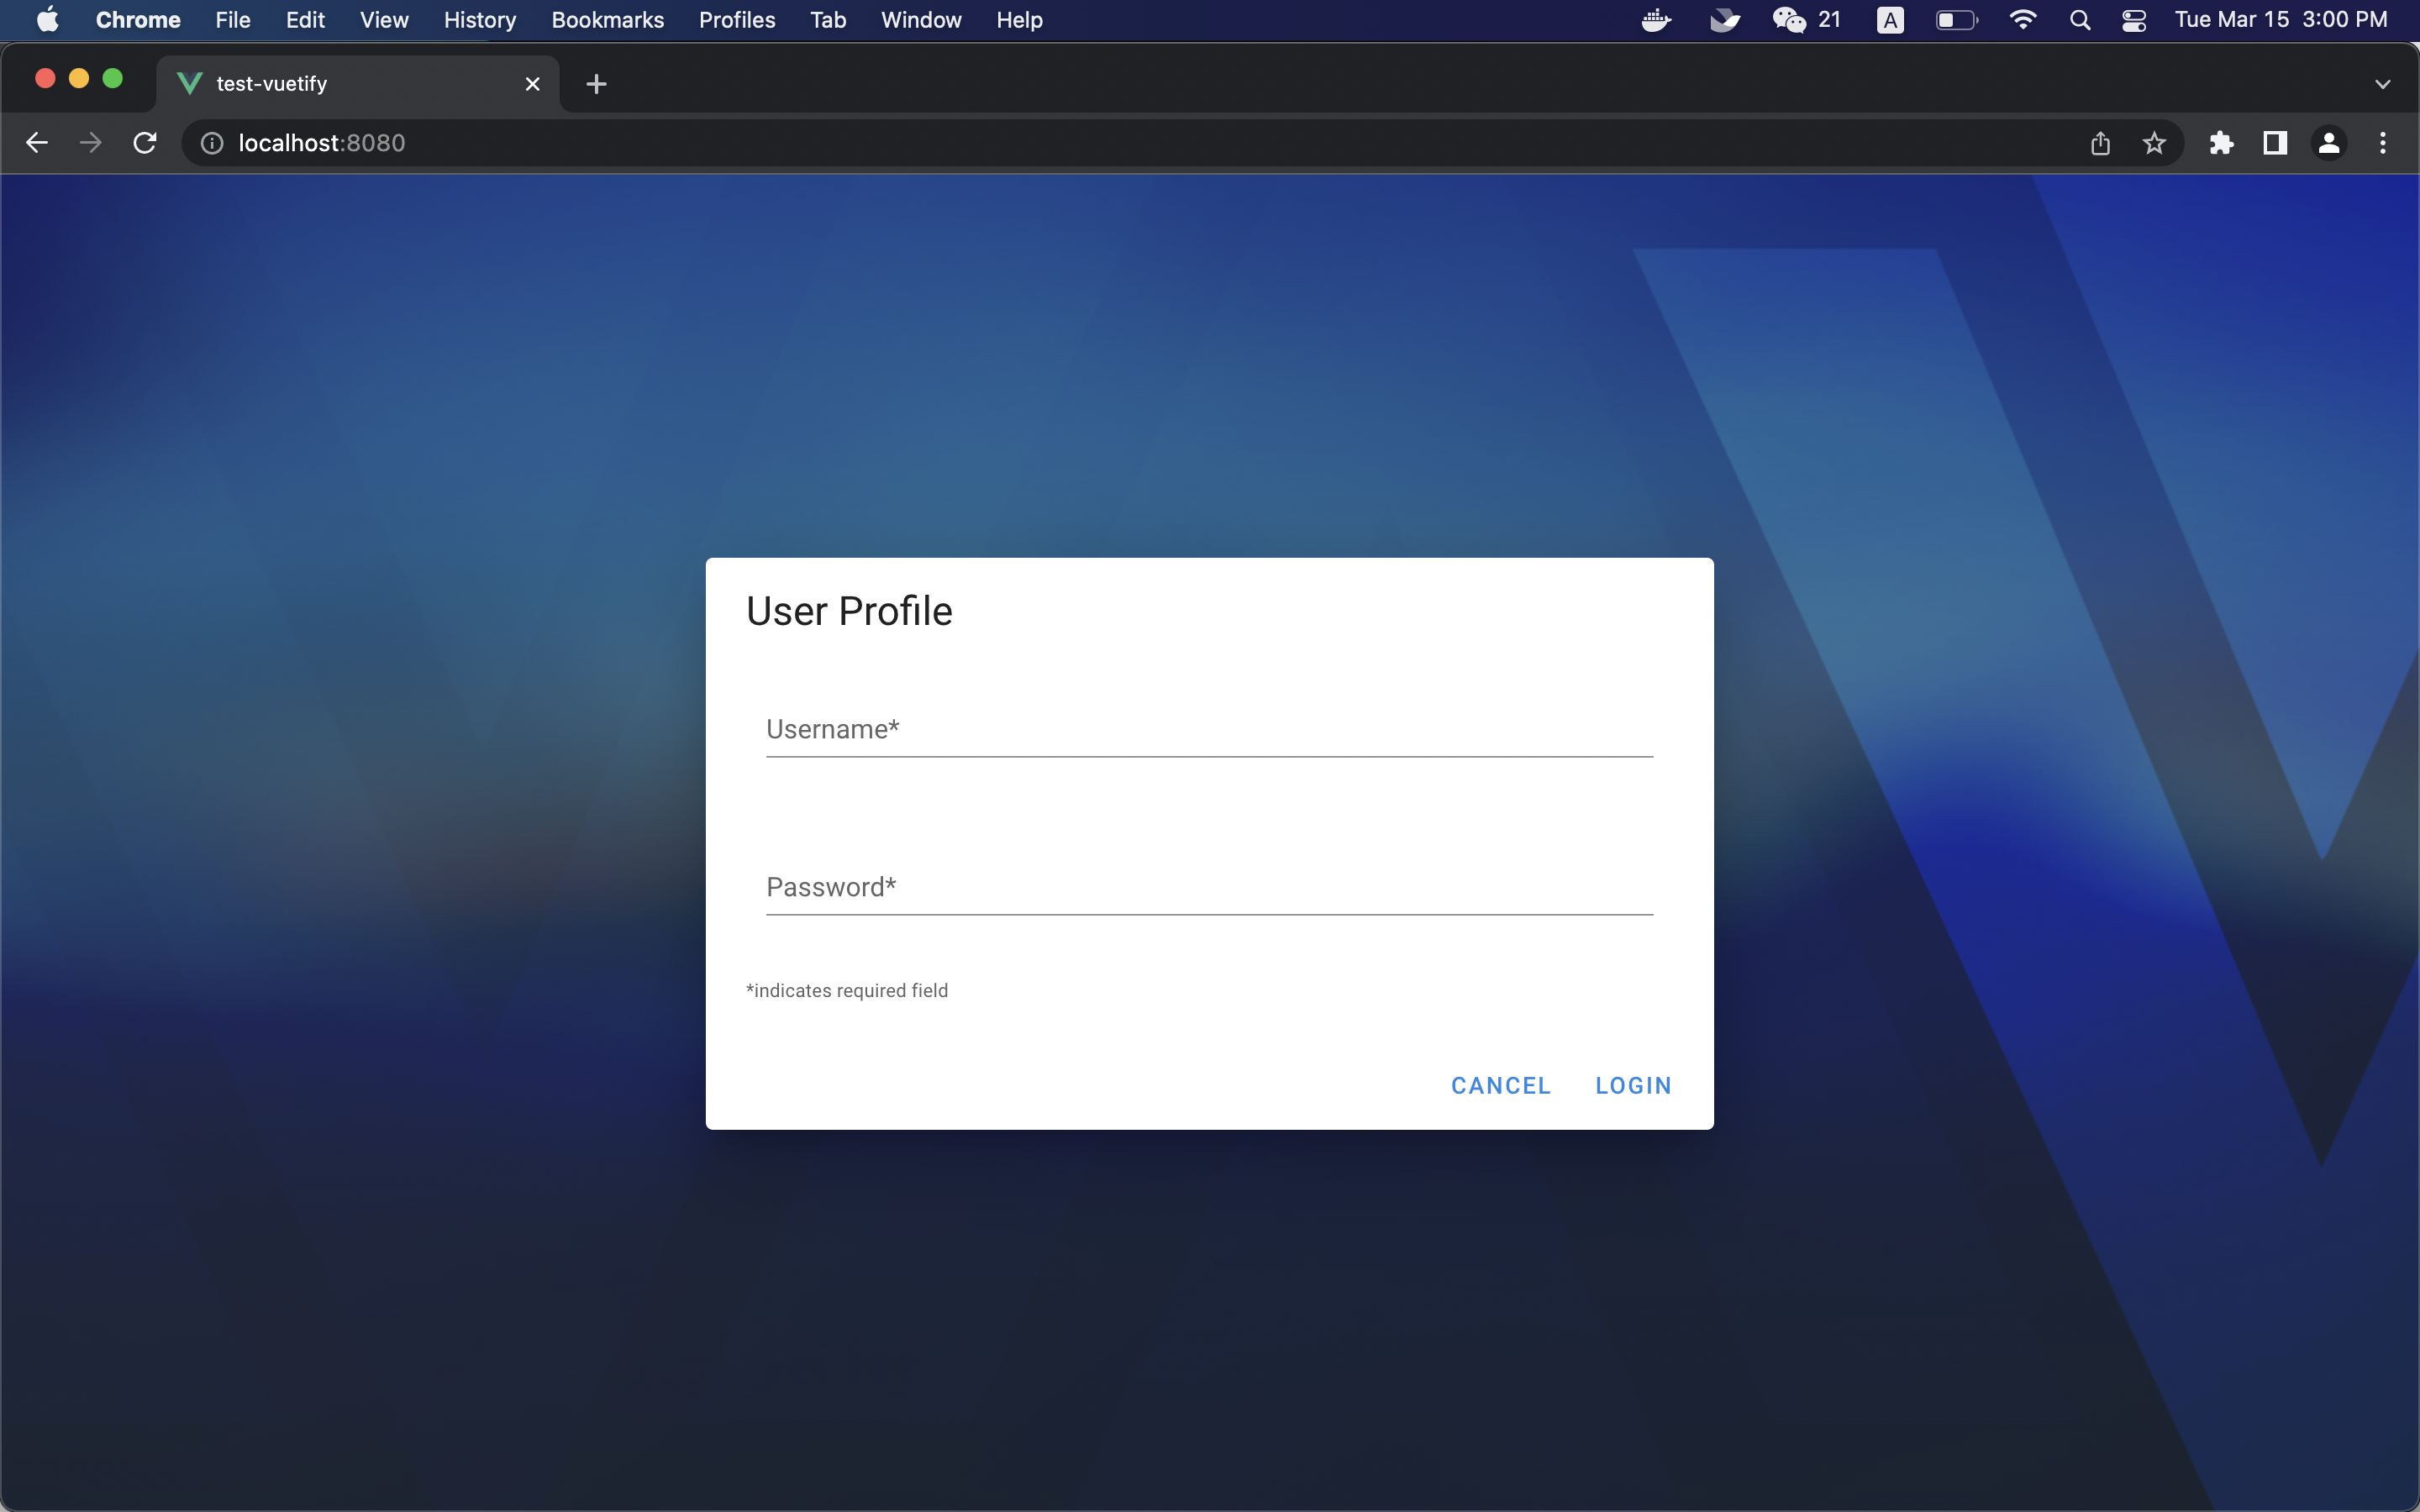 Chrome File Edit View History Bookmarks Profiles Tab Window Help 21 A Tue Mar 15 3:00 PM
test-vuetify
localhost:8080
User Profile
Username*
Password*
*indicates required field
CANCEL LOGIN